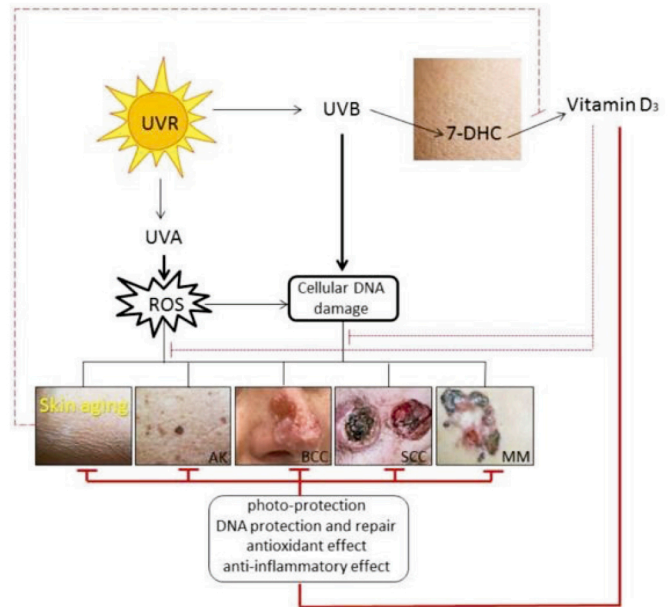 UVR
UVB
7-DHC
Vitamin D₃
UVA
ROS
Cellular DNA
damage
Skin aging
AK
BCC
SCC
MM
photo-protection
DNA protection and repair
antioxidant effect
anti-inflammatory effect